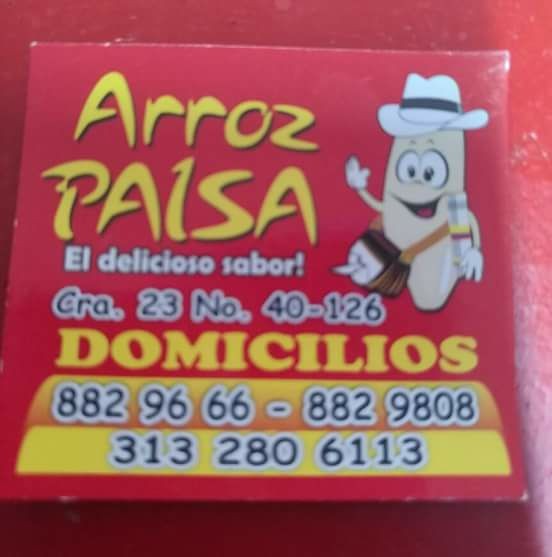 Arroz
PAISA
El delicioso sabor!
Cra. 23 No. 40-126
DOMICILIOS
882 96 66 - 882 9808
313 280 6113